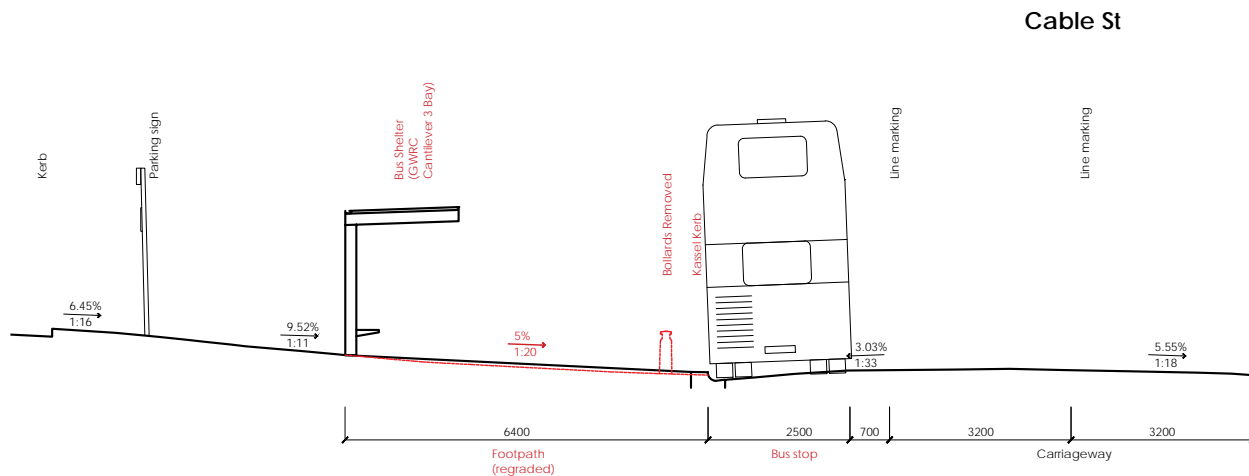 Cable St
Kerb
Parking sign
Bus Shelter
(GWRC
Cantilever 3 Bay)
Bollards Removed
Kassel Kerb
Line marking
Line marking
6.45%
1:16
9.52%
1:11
5%
1:20
3.03%
1:33
5.55%
1:18
6400
2500
700
3200
3200
Footpath
(regraded)
Bus stop
Carriageway